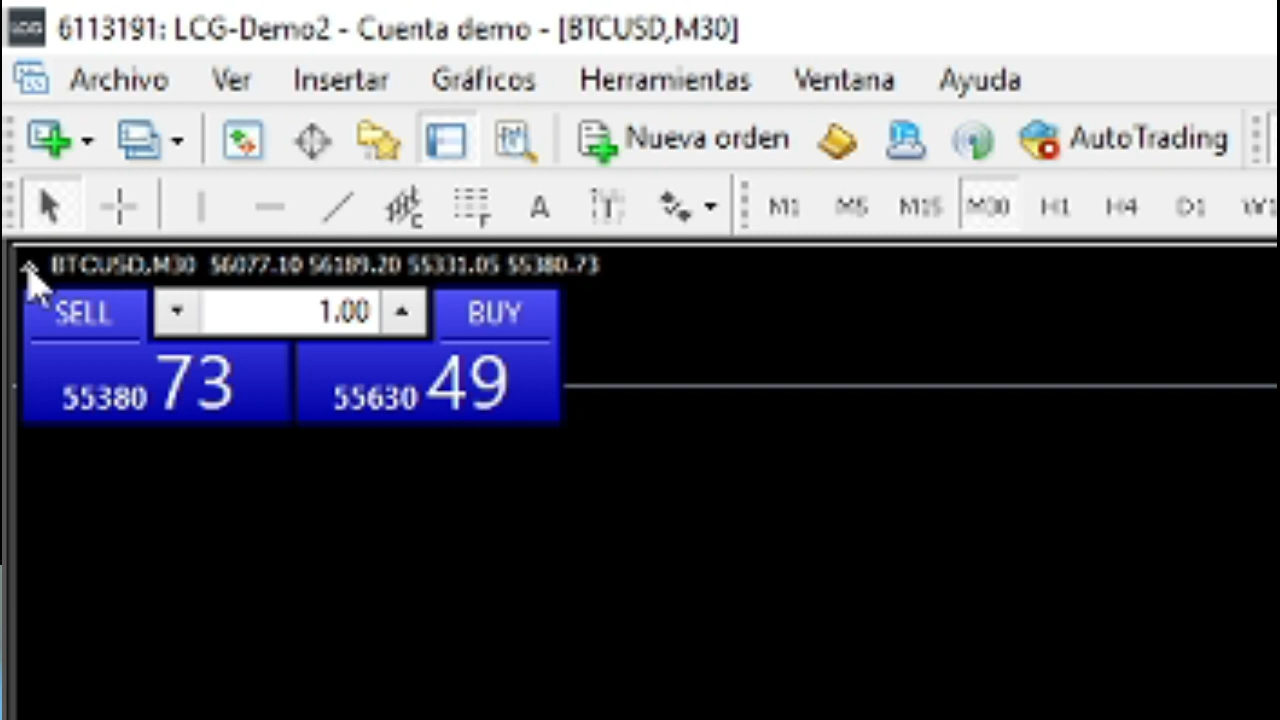 LCG 6113191: LCG-Demo2 - Cuenta demo - [BTCUSD,M30]
Archivo Ver Insertar Gráficos Herramientas Ventana Ayuda
Nueva orden AutoTrading
A T M1 M5 M15 M30 H1 H4 D1
BTCUSD,M30 56077.10 56189.20 55331.05 55380.73
SELL 1.00 BUY
55380 73 55630 49